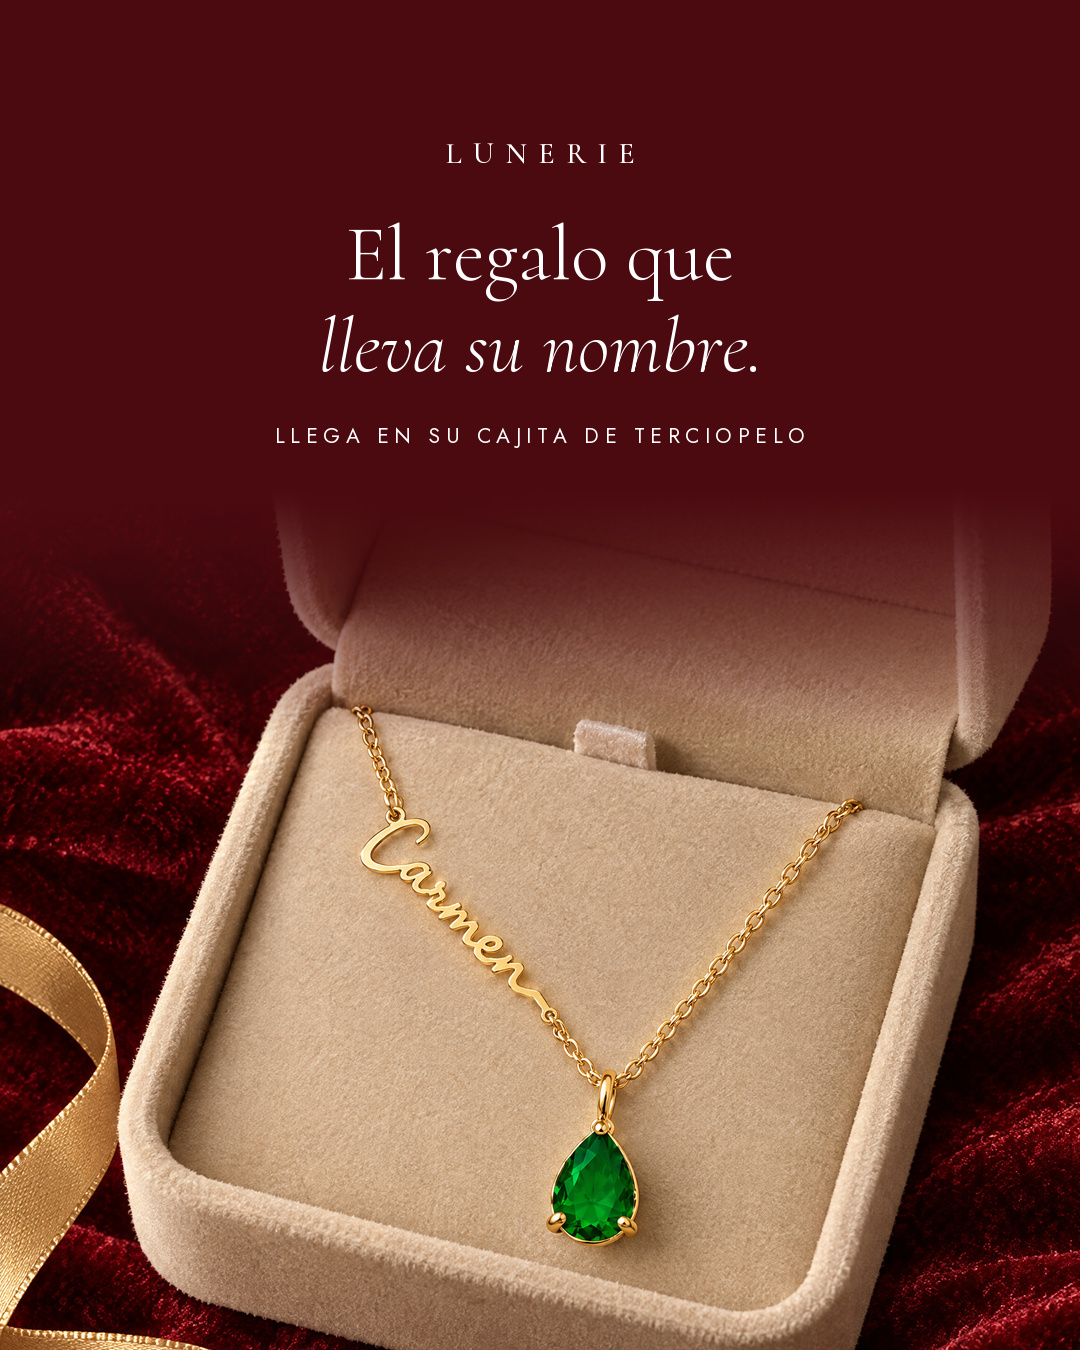 LUNERIE
El regalo que
lleva su nombre.
LLEGA EN SU CAJITA DE TERCIOPELO
Carmen